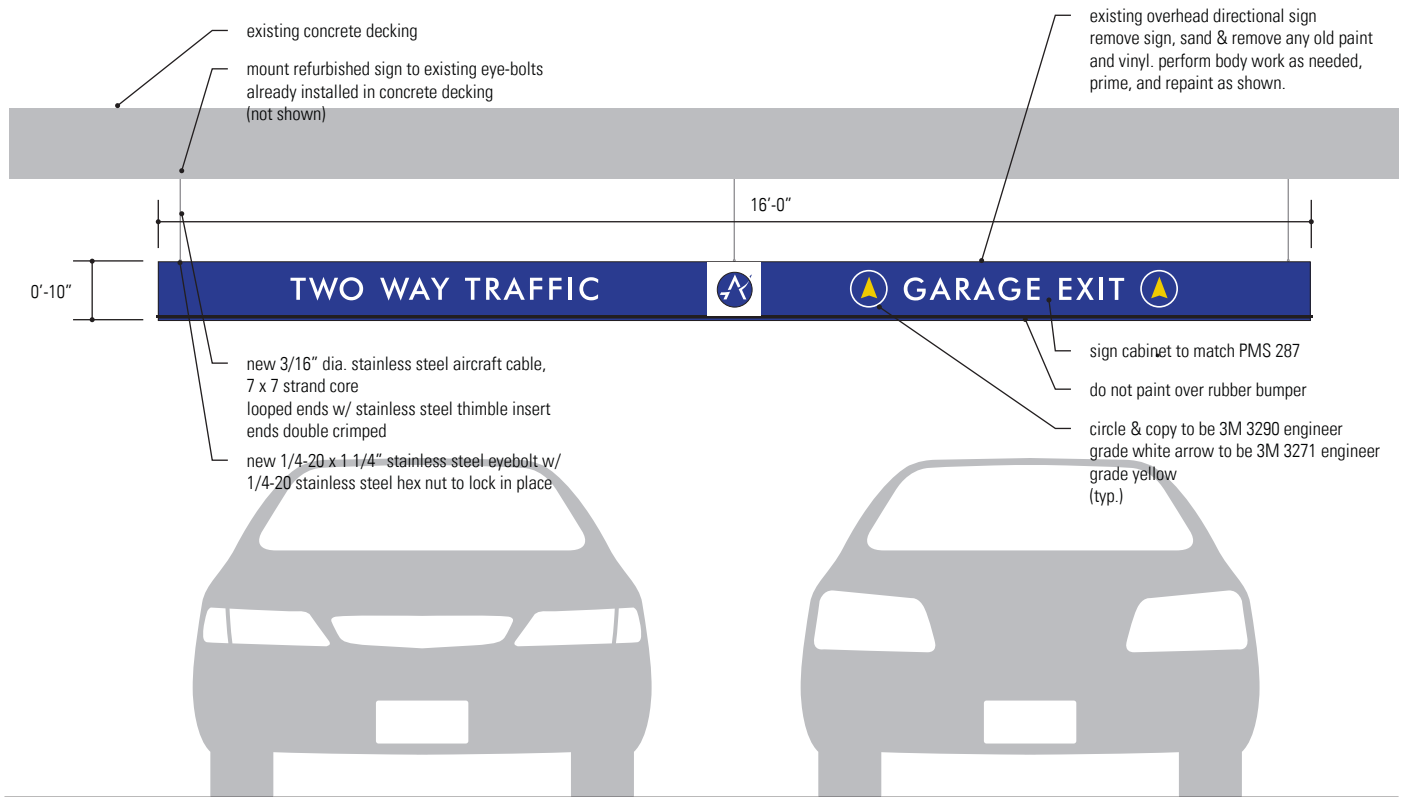 existing concrete decking
mount refurbished sign to existing eye-bolts
already installed in concrete decking
(not shown)
existing overhead directional sign
remove sign, sand & remove any old paint
and vinyl. perform body work as needed,
prime, and repaint as shown.
16'-0"
0'-10"
TWO WAY TRAFFIC
GARAGE EXIT
new 3/16" dia. stainless steel aircraft cable,
7 x 7 strand core
looped ends w/ stainless steel thimble insert
ends double crimped
new 1/4-20 x 1 1/4" stainless steel eyebolt w/
1/4-20 stainless steel hex nut to lock in place
sign cabinet to match PMS 287
do not paint over rubber bumper
circle & copy to be 3M 3290 engineer
grade white arrow to be 3M 3271 engineer
grade yellow
(typ.)